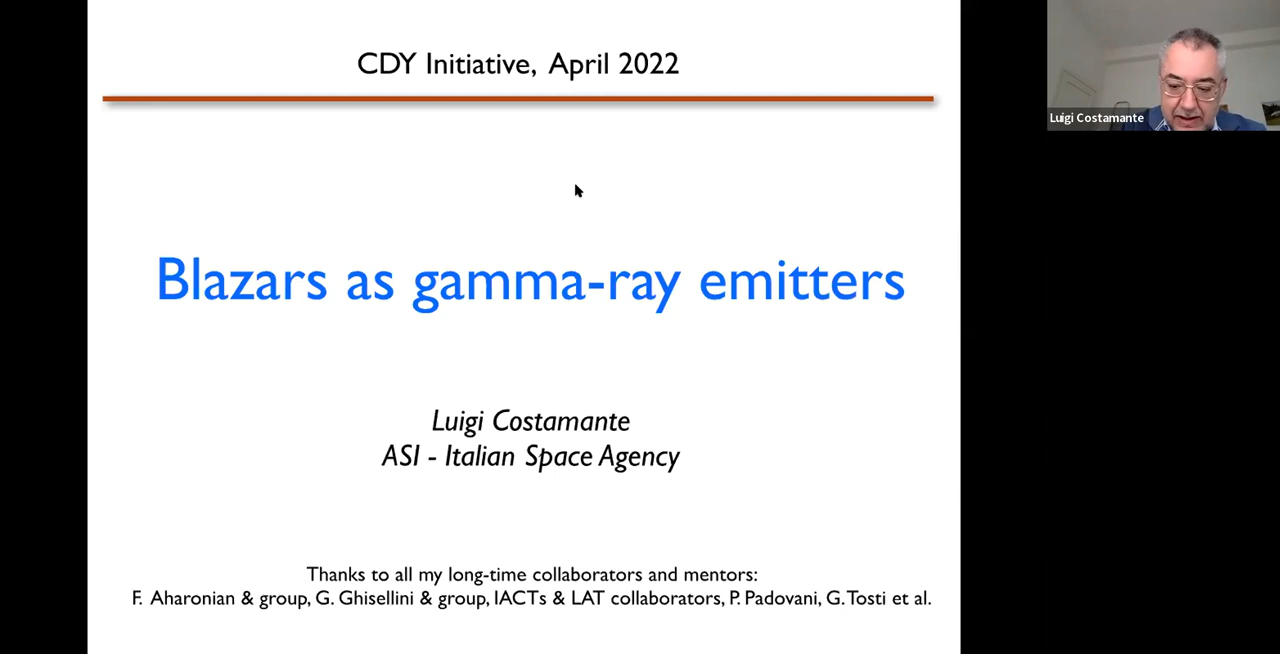 CDY Initiative, April 2022
Luigi Costamante
Blazars as gamma-ray emitters
Luigi Costamante
ASI - Italian Space Agency
Thanks to all my long-time collaborators and mentors:
F. Aharonian & group, G. Ghisellini & group, IACTs & LAT collaborators, P. Padovani, G. Tosti et al.